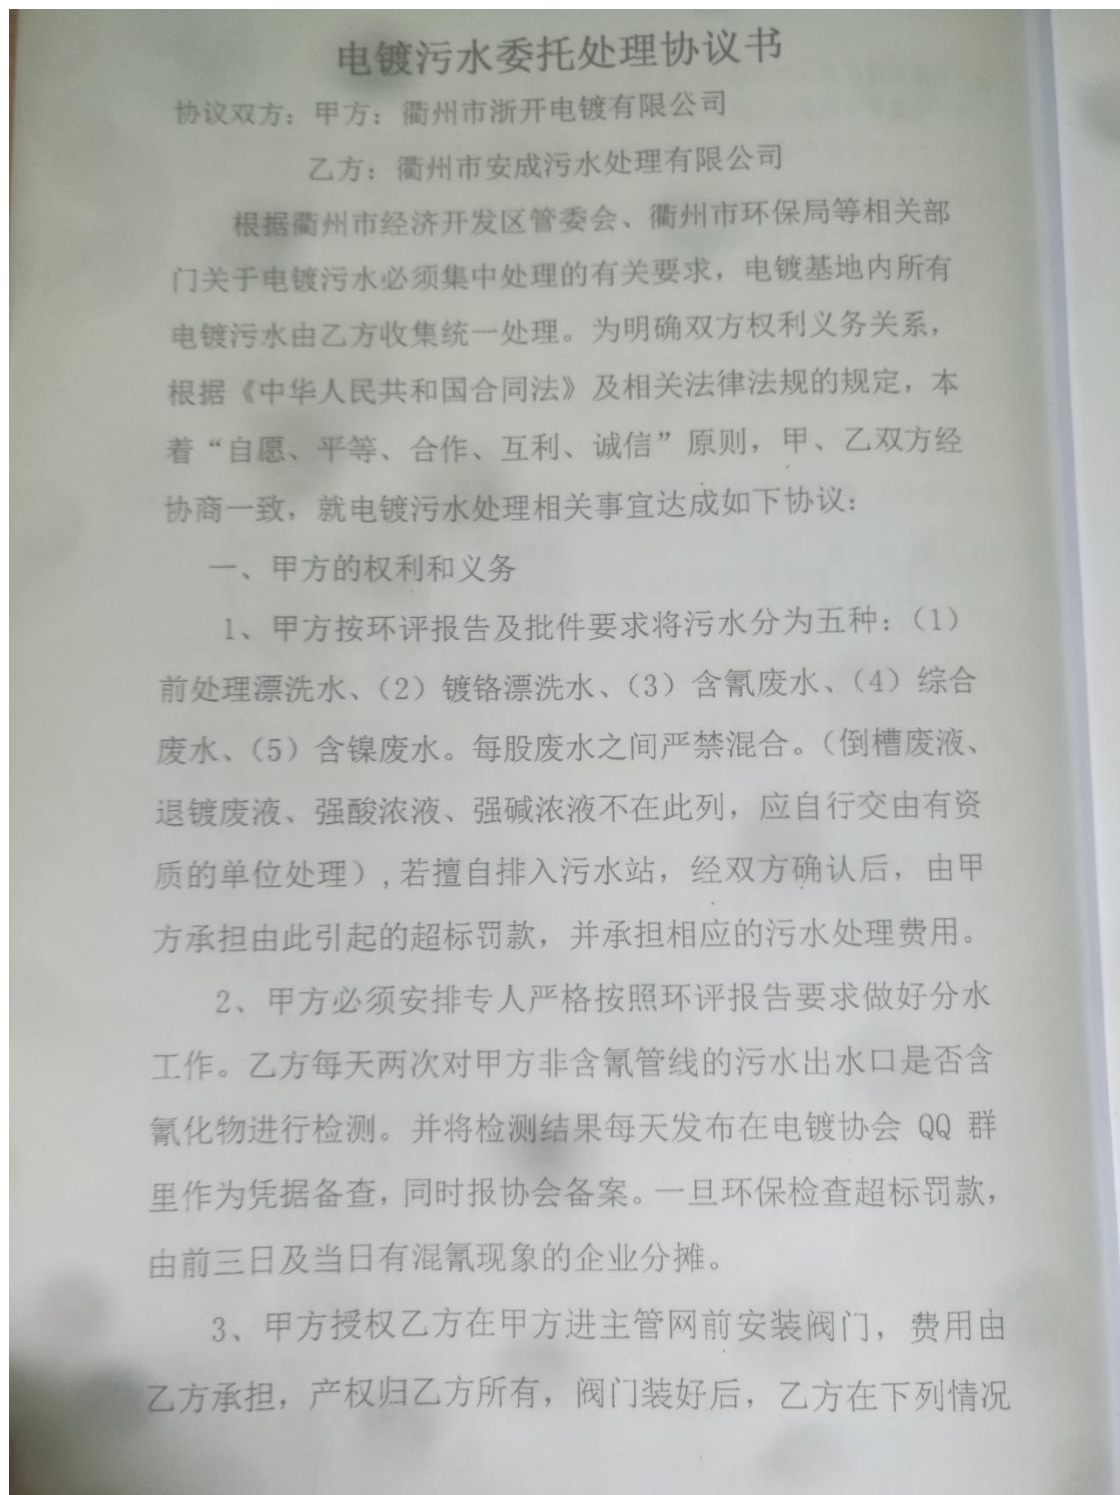 电镀污水委托处理协议书
协议双方：甲方：衢州市浙开电镀有限公司
乙方：衢州市安成污水处理有限公司
根据衢州市经济开发区管委会、衢州市环保局等相关部
门关于电镀污水必须集中处理的有关要求，电镀基地内所有
电镀污水由乙方收集统一处理。为明确双方权利义务关系，
根据《中华人民共和国合同法》及相关法律法规的规定，本
着“自愿、平等、合作、互利、诚信”原则，甲、乙双方经
协商一致，就电镀污水处理相关事宜达成如下协议：
一、甲方的权利和义务
1、甲方按环评报告及批件要求将污水分为五种：（1）
前处理漂洗水、（2）镀铬漂洗水、（3）含氰废水、（4）综合
废水、（5）含镍废水。每股废水之间严禁混合。（倒槽废液、
退镀废液、强酸浓液、强碱浓液不在此列，应自行交由有资
质的单位处理）,若擅自排入污水站，经双方确认后，由甲
方承担由此引起的超标罚款，并承担相应的污水处理费用。
2、甲方必须安排专人严格按照环评报告要求做好分水
工作。乙方每天两次对甲方非含氰管线的污水出水口是否含
氰化物进行检测。并将检测结果每天发布在电镀协会 QQ 群
里作为凭据备查，同时报协会备案。一旦环保检查超标罚款，
由前三日及当日有混氰现象的企业分摊。
3、甲方授权乙方在甲方进主管网前安装阀门，费用由
乙方承担，产权归乙方所有，阀门装好后，乙方在下列情况